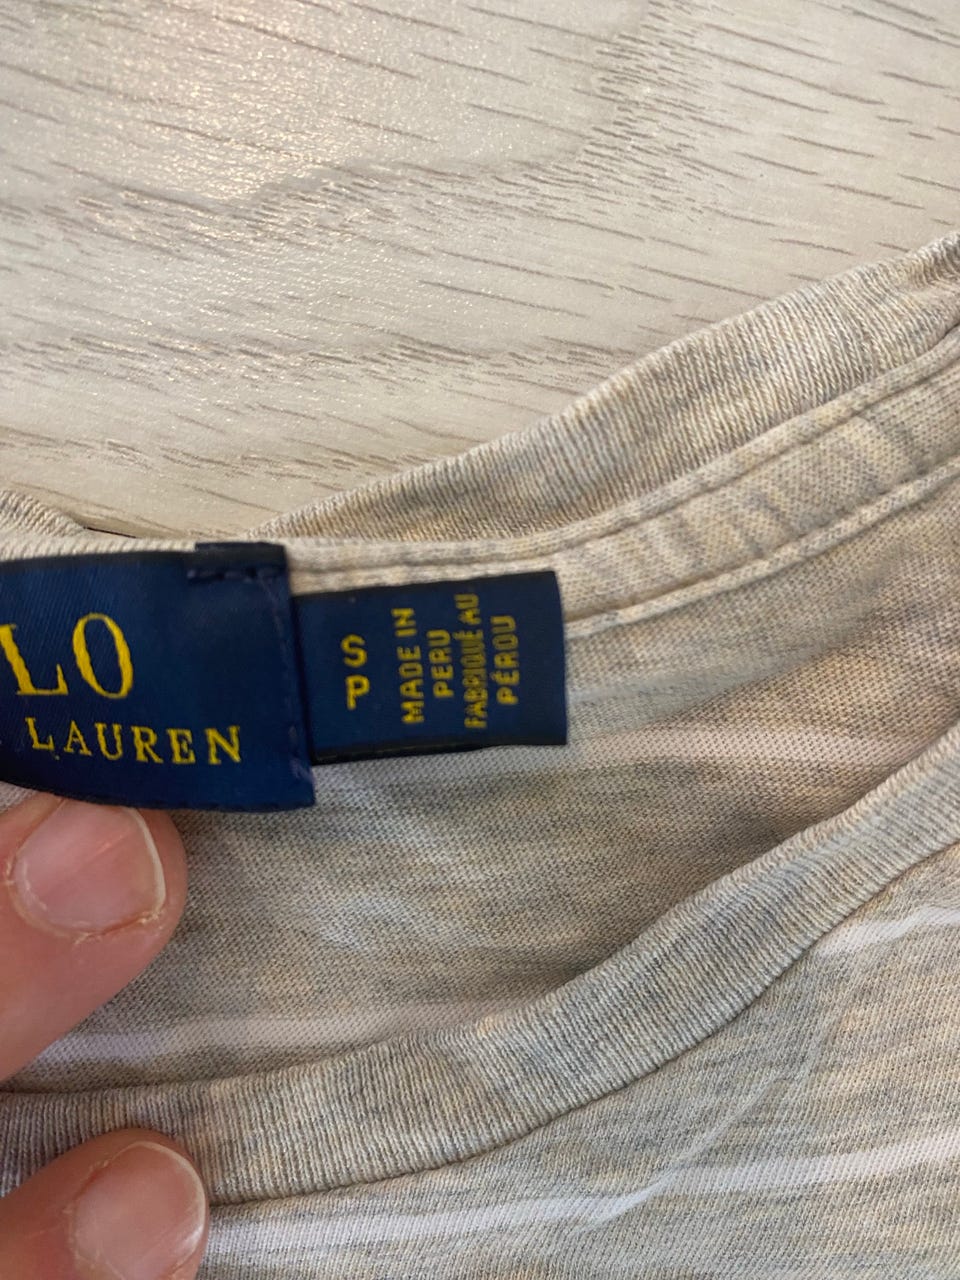 LO
LAUREN
S
P
MADE IN
PERU
FABRIQUÉ AU
PÉROU